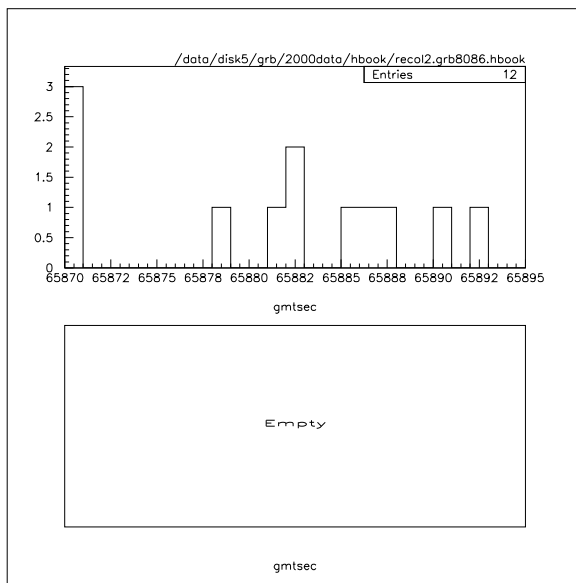 /data/disk5/grb/2000data/hbook/recol2.grb8086.hbook
Entries 12
3
2.5
2
1.5
1
0.5
0
65870 65872 65875 65878 65880 65882 65885 65888 65890 65892 65895
gmtsec
Empty
gmtsec